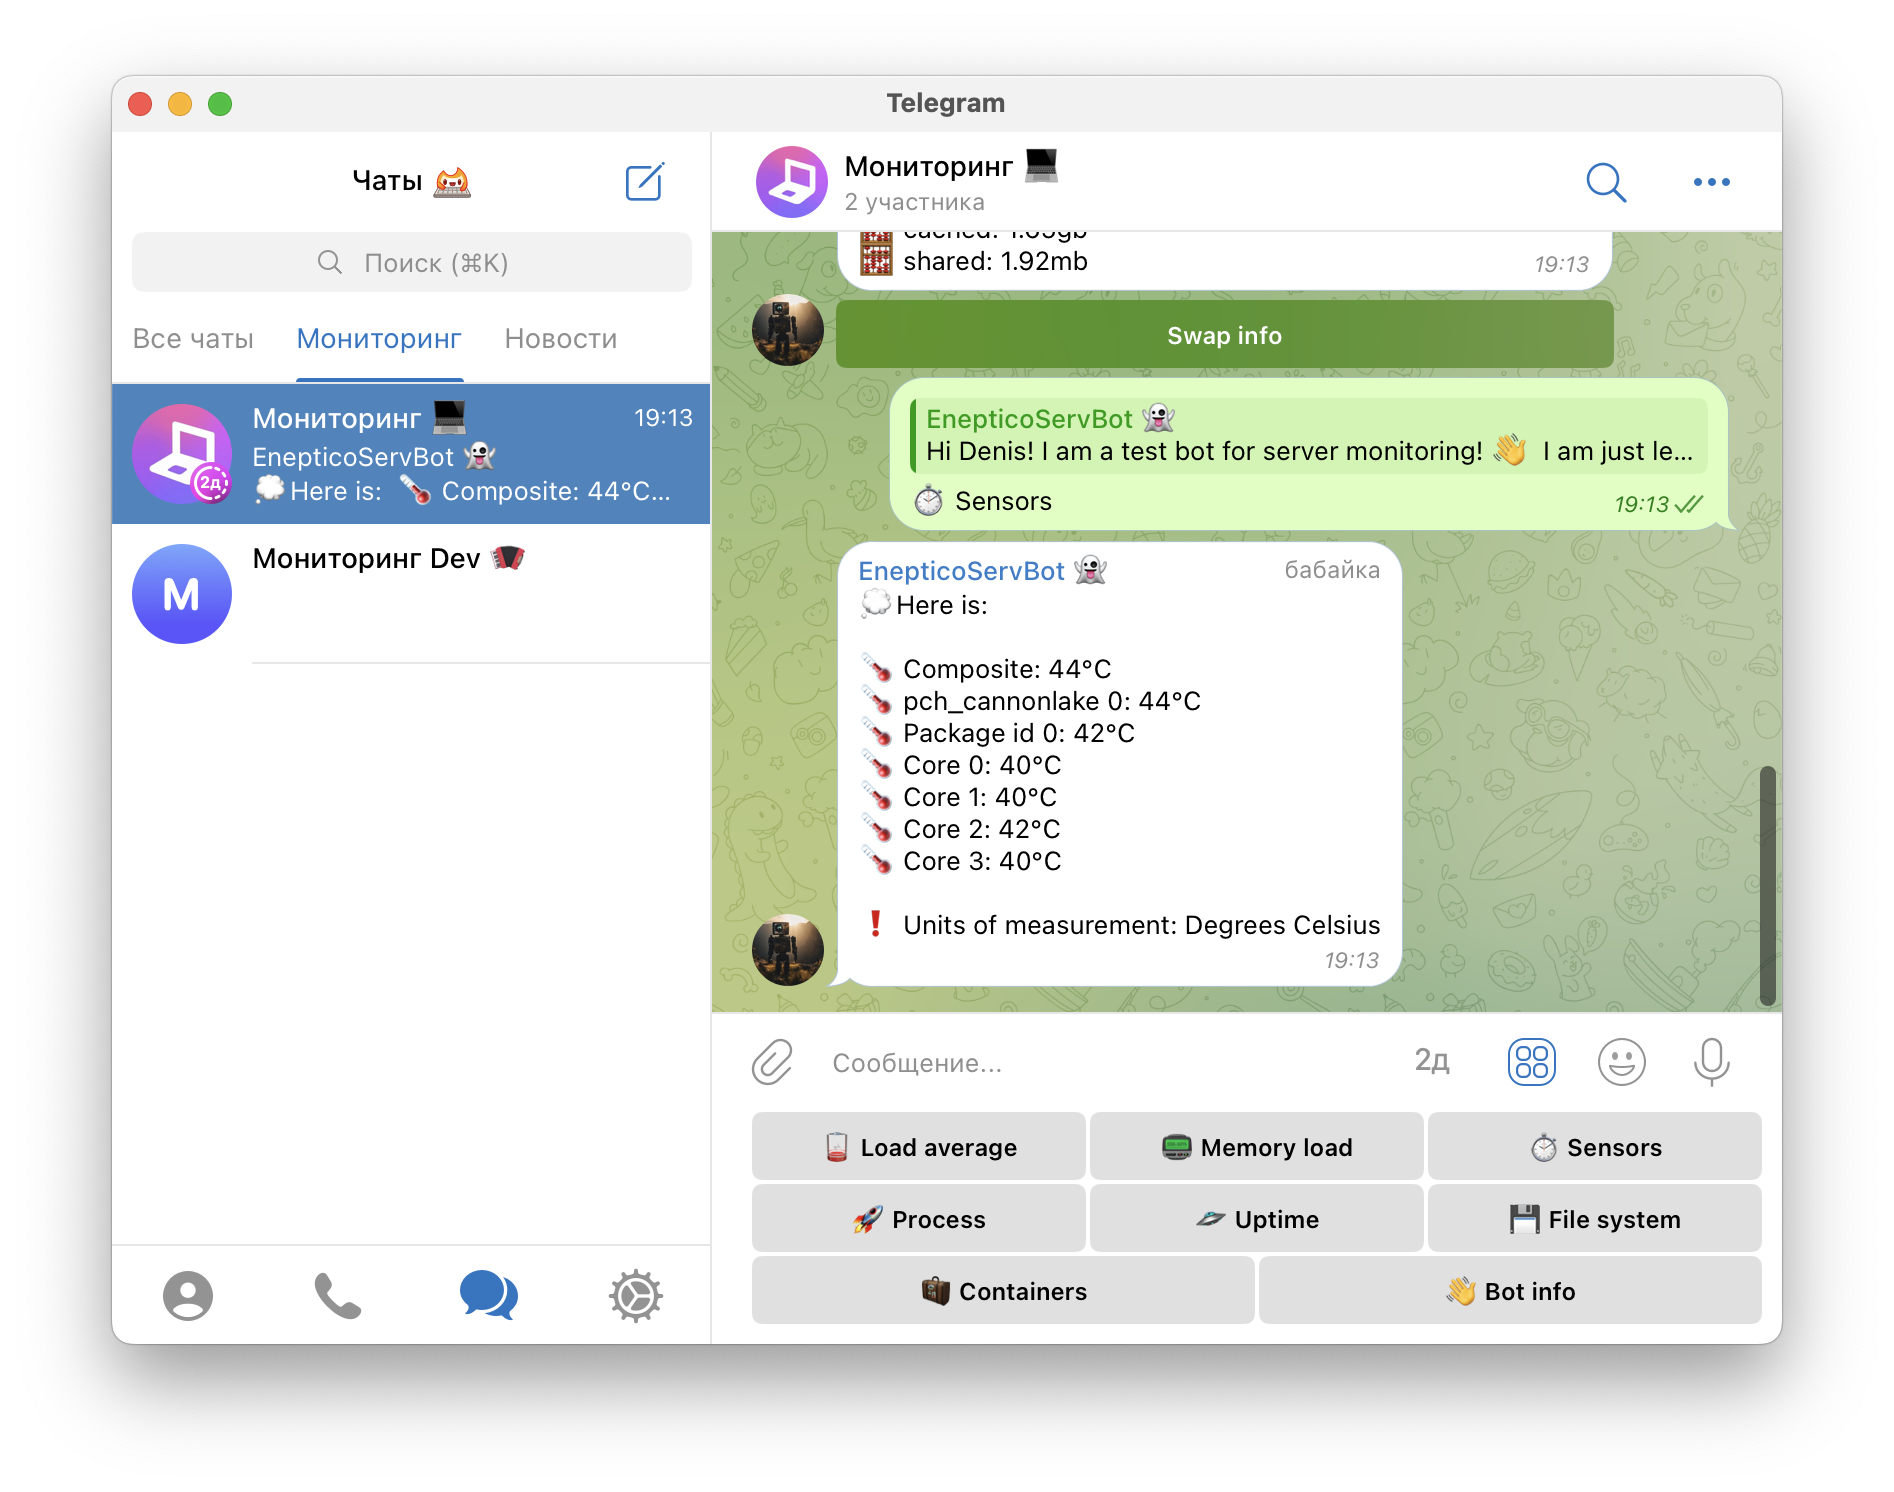 Telegram
Чаты
Поиск (⌘K)
Все чаты Мониторинг Новости
Мониторинг 19:13
EnepticoServBot
Here is: Composite: 44°C...
2д
М
Мониторинг Dev
Мониторинг
2 участника
cached: 1.63gb
shared: 1.92mb
19:13
Swap info
EnepticoServBot
Hi Denis! I am a test bot for server monitoring! I am just le...
Sensors
19:13
EnepticoServBot бабайка
Here is:
Composite: 44°C
pch_cannonlake 0: 44°C
Package id 0: 42°C
Core 0: 40°C
Core 1: 40°C
Core 2: 42°C
Core 3: 40°C
Units of measurement: Degrees Celsius
19:13
Сообщение...
2д
Load average Memory load Sensors
Process Uptime File system
Containers Bot info